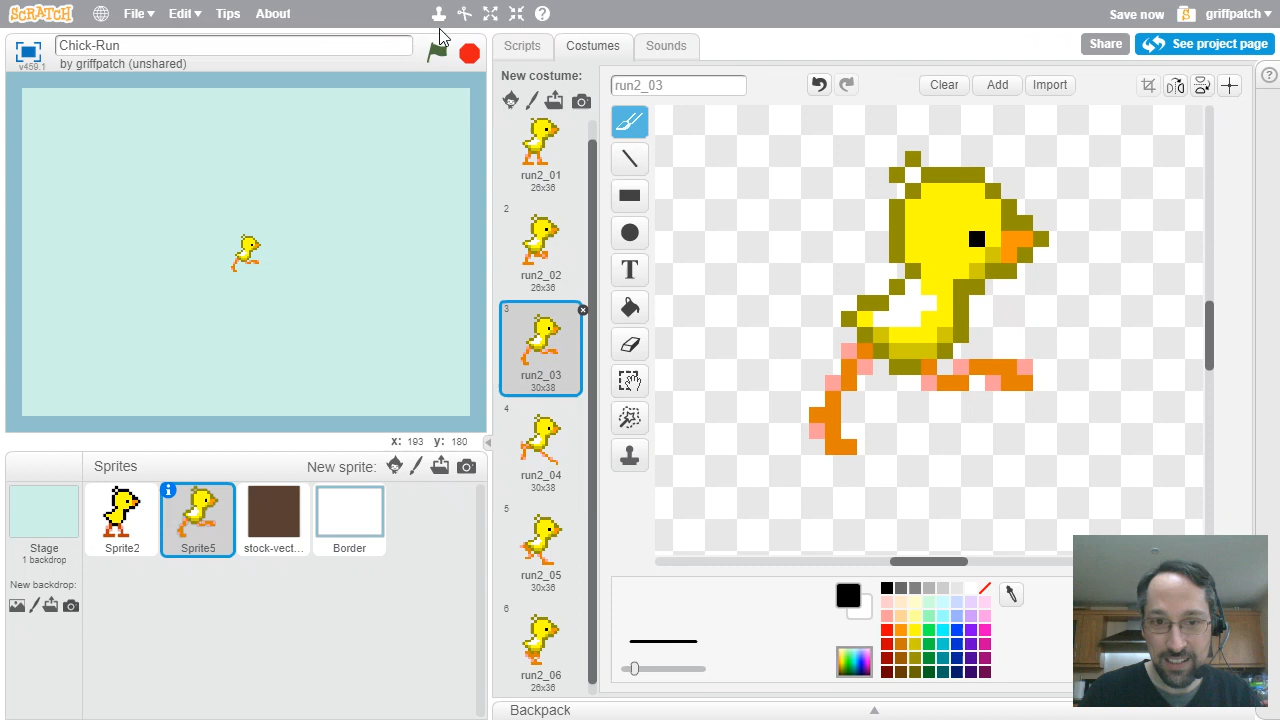 SCRATCH
File
Edit
Tips
About
Save now
griffpatch
Chick-Run
by griffpatch (unshared)
v459.1
Scripts
Costumes
Sounds
Share
See project page
New costume:
run2_03
Clear
Add
Import
run2_01
26x36
2
run2_02
26x36
3
run2_03
30x38
4
run2_04
30x38
5
run2_05
30x36
6
run2_06
26x36
T
x: 193 y: 180
Sprites
New sprite:
Stage
1 backdrop
New backdrop:
Sprite2
Sprite5
stock-vect...
Border
Backpack